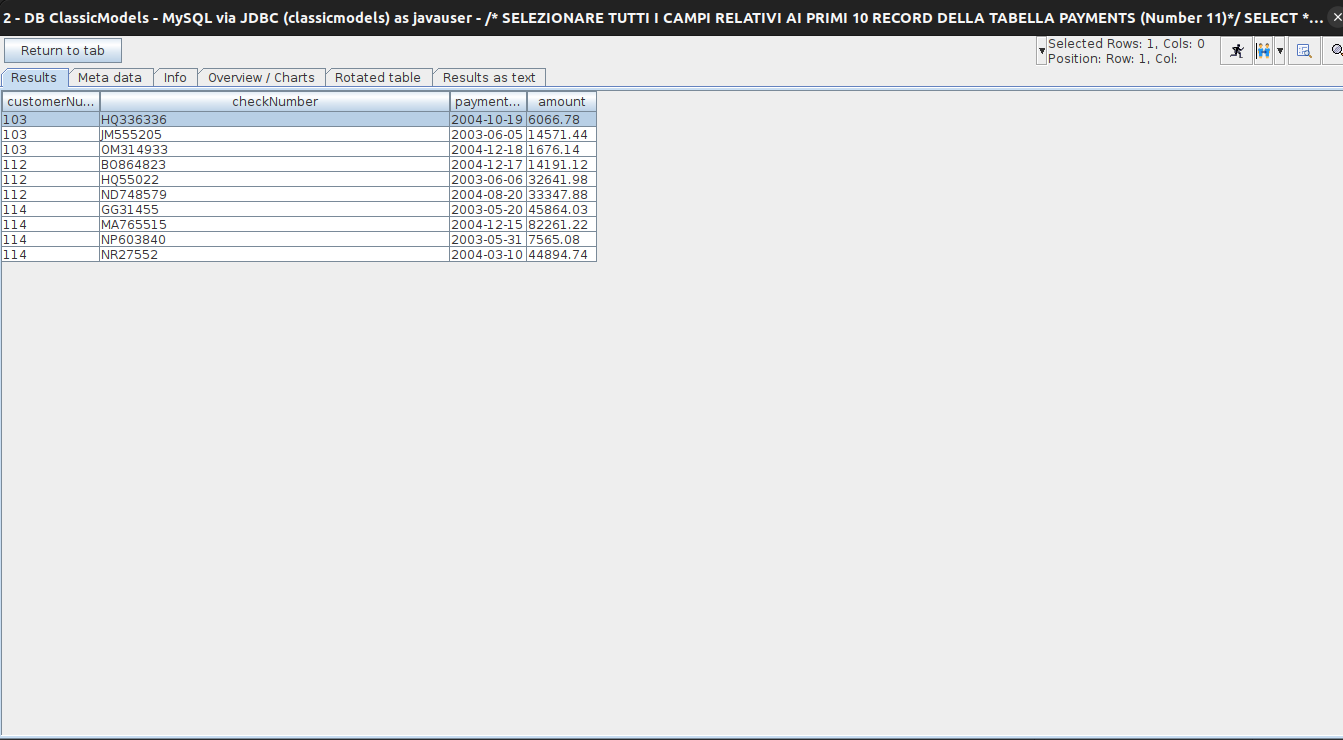 2 - DB ClassicModels - MySQL via JDBC (classicmodels) as javauser - /* SELEZIONARE TUTTI I CAMPI RELATIVI AI PRIMI 10 RECORD DELLA TABELLA PAYMENTS (Number 11)*/ SELECT *...
Return to tab
Selected Rows: 1, Cols: 0
Position: Row: 1, Col:
Results Meta data Info Overview / Charts Rotated table Results as text
customerNu... checkNumber payment... amount
103 HQ336336 2004-10-19 6066.78
103 JM555205 2003-06-05 14571.44
103 OM314933 2004-12-18 1676.14
112 BO864823 2004-12-17 14191.12
112 HQ55022 2003-06-06 32641.98
112 ND748579 2004-08-20 33347.88
114 GG31455 2003-05-20 45864.03
114 MA765515 2004-12-15 82261.22
114 NP603840 2003-05-31 7565.08
114 NR27552 2004-03-10 44894.74